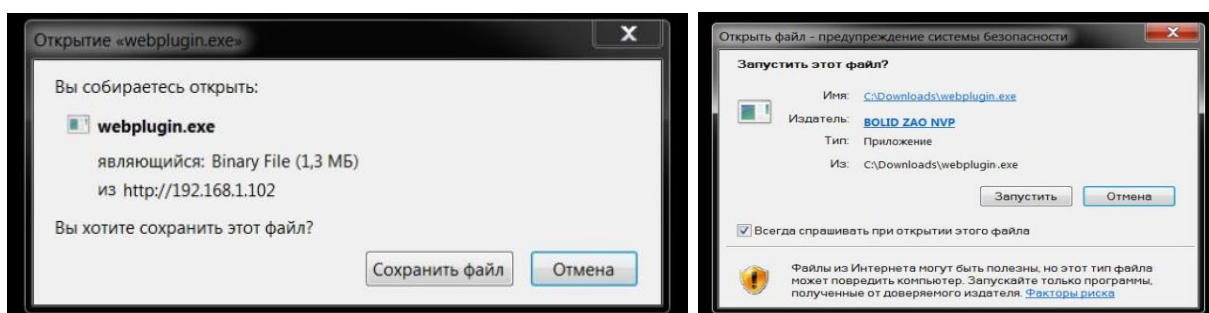 Открытие «webplugin.exe»
Вы собираетесь открыть:
webplugin.exe
являющийся: Binary File (1,3 МБ)
из http://192.168.1.102
Вы хотите сохранить этот файл?
Сохранить файл
Отмена
Открыть файл - предупреждение системы безопасности
Запустить этот файл?
Имя: C:\Downloads\webplugin.exe
Издатель: BOLID ZAO NVP
Тип: Приложение
Из: C:\Downloads\webplugin.exe
Запустить
Отмена
Всегда спрашивать при открытии этого файла
Файлы из Интернета могут быть полезны, но этот тип файла
может повредить компьютер. Запускайте только программы,
полученные от доверяемого издателя. Факторы риска